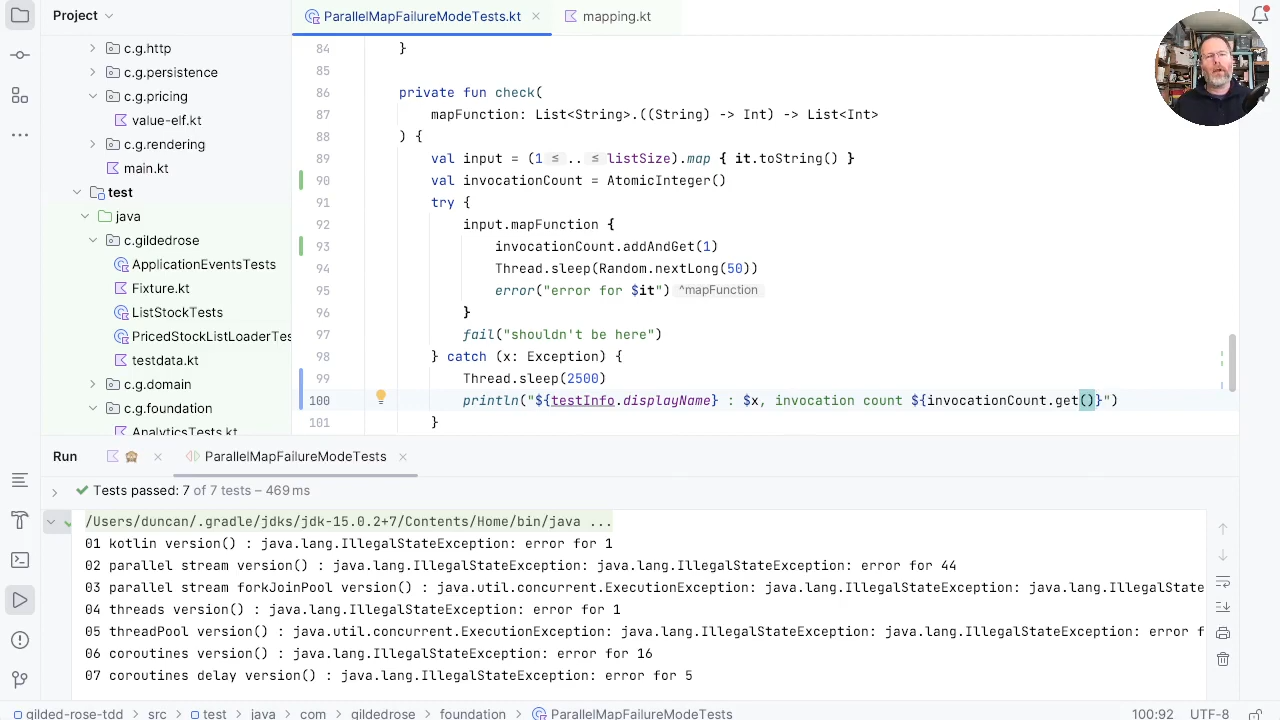 Project
ParallelMapFailureModeTests.kt
mapping.kt
c.g.http
c.g.persistence
c.g.pricing
value-elf.kt
c.g.rendering
main.kt
test
java
c.gildedrose
ApplicationEventsTests
Fixture.kt
ListStockTests
PricedStockListLoaderTes
testdata.kt
c.g.domain
c.g.foundation
AnalyticsTests.kt
84 }
85
86 private fun check(
87 mapFunction: List<String>.((String) -> Int) -> List<Int>
88 ) {
89 val input = (1 ≤ .. ≤ listSize).map { it.toString() }
90 val invocationCount = AtomicInteger()
91 try {
92 input.mapFunction {
93 invocationCount.addAndGet(1)
94 Thread.sleep(Random.nextLong(50))
95 error("error for $it") ^mapFunction
96 }
97 fail("shouldn't be here")
98 } catch (x: Exception) {
99 Thread.sleep(2500)
100 println("${testInfo.displayName} : $x, invocation count ${invocationCount.get()}")
101 }
Run
ParallelMapFailureModeTests
Tests passed: 7 of 7 tests – 469 ms
/Users/duncan/.gradle/jdks/jdk-15.0.2+7/Contents/Home/bin/java ...
01 kotlin version() : java.lang.IllegalStateException: error for 1
02 parallel stream version() : java.lang.IllegalStateException: java.lang.IllegalStateException: error for 44
03 parallel stream forkJoinPool version() : java.util.concurrent.ExecutionException: java.lang.IllegalStateException: java.lang.IllegalState
04 threads version() : java.lang.IllegalStateException: error for 1
05 threadPool version() : java.util.concurrent.ExecutionException: java.lang.IllegalStateException: java.lang.IllegalStateException: error f
06 coroutines version() : java.lang.IllegalStateException: error for 16
07 coroutines delay version() : java.lang.IllegalStateException: error for 5
gilded-rose-tdd > src > test > java > com > gildedrose > foundation > ParallelMapFailureModeTests
100:92 UTF-8